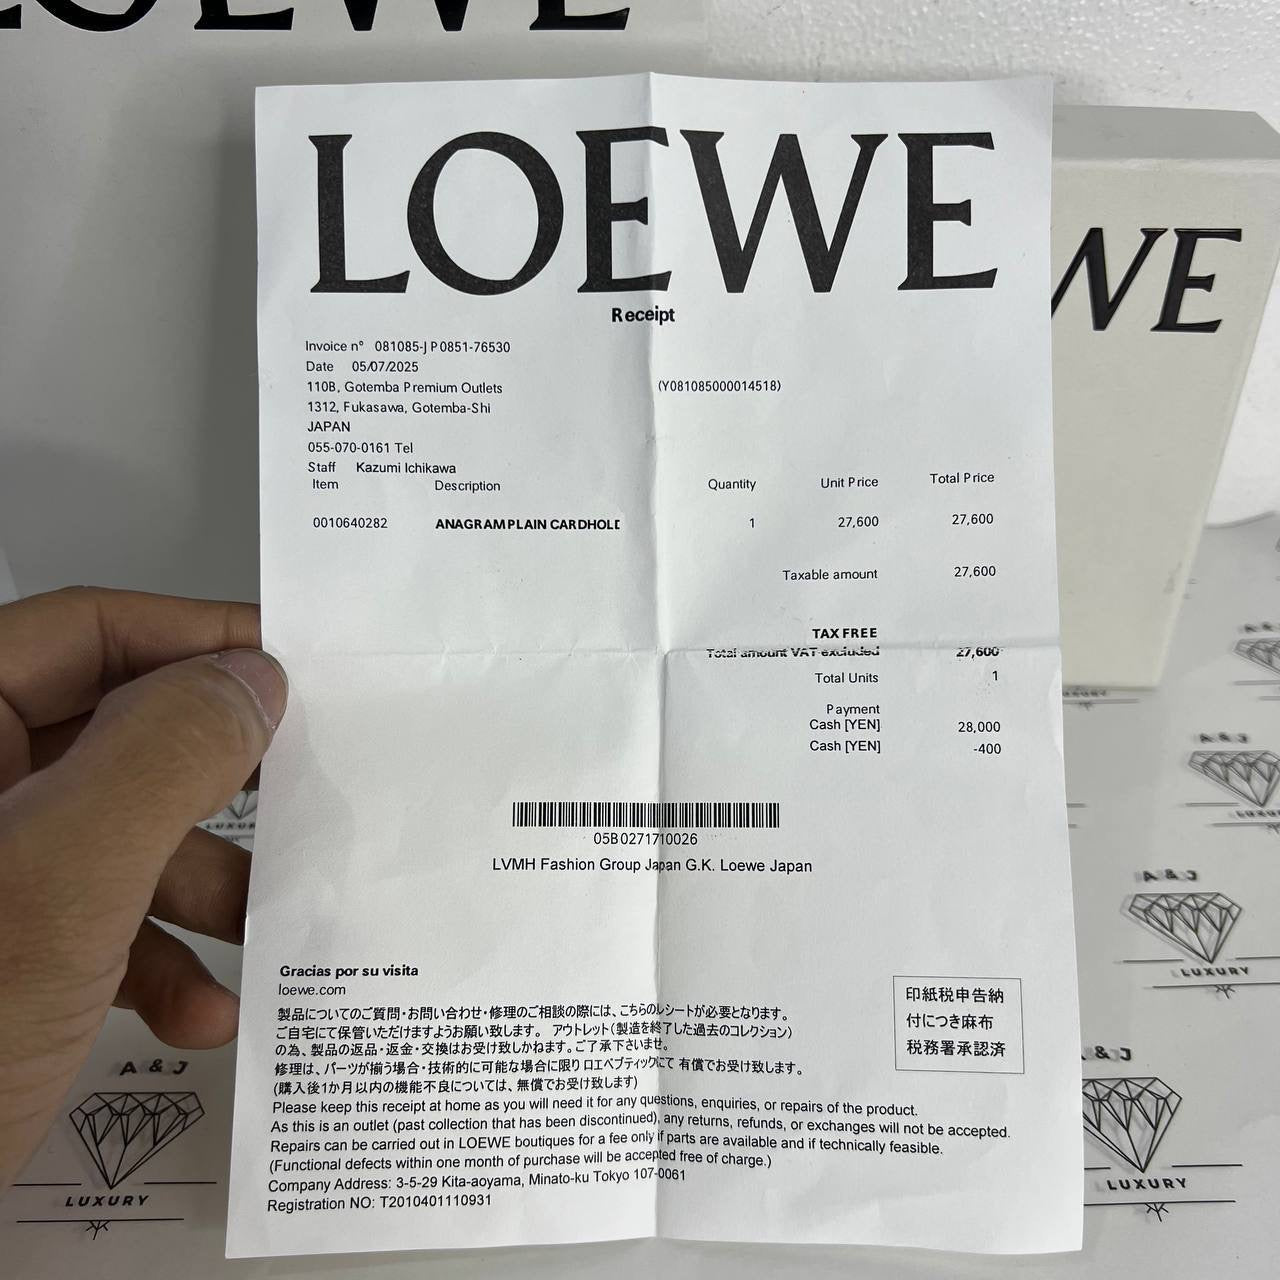 LOEWE
LOEWE
WE
Receipt
Invoice n° 081085-JP0851-76530
Date 05/07/2025
110B, Gotemba Premium Outlets (Y081085000014518)
1312, Fukasawa, Gotemba-Shi
JAPAN
055-070-0161 Tel
Staff Kazumi Ichikawa
Item Description Quantity Unit Price Total Price
0010640282 ANAGRAM PLAIN CARDHOLD 1 27,600 27,600
Taxable amount 27,600
TAX FREE
Total amount VAT excluded 27,600
Total Units 1
Payment
Cash [YEN] 28,000
Cash [YEN] -400
05B0271710026
LVMH Fashion Group Japan G.K. Loewe Japan
Gracias por su visita
loewe.com
製品についてのご質問・お問い合わせ・修理のご相談の際には、こちらのレシートが必要となります。
ご自宅にて保管いただけますようお願い致します。 アウトレット(製造を終了した過去のコレクション)
の為、製品の返品・返金・交換はお受け致しかねます。ご了承下さいませ。
修理は、パーツが揃う場合・技術的に可能な場合に限り ロエベブティックにて 有償でお受け致します。
(購入後1か月以内の機能不良については、無償でお受け致します)
印紙税申告納
付につき麻布
税務署承認済
Please keep this receipt at home as you will need it for any questions, enquiries, or repairs of the product.
As this is an outlet (past collection that has been discontinued), any returns, refunds, or exchanges will not be accepted.
Repairs can be carried out in LOEWE boutiques for a fee only if parts are available and if technically feasible.
(Functional defects within one month of purchase will be accepted free of charge.)
Company Address: 3-5-29 Kita-aoyama, Minato-ku Tokyo 107-0061
Registration NO: T2010401110931
A & J
LUXURY
A & J
LUXURY
A & J
LUXURY
A & J
LUXURY
LUXURY
LUXURY